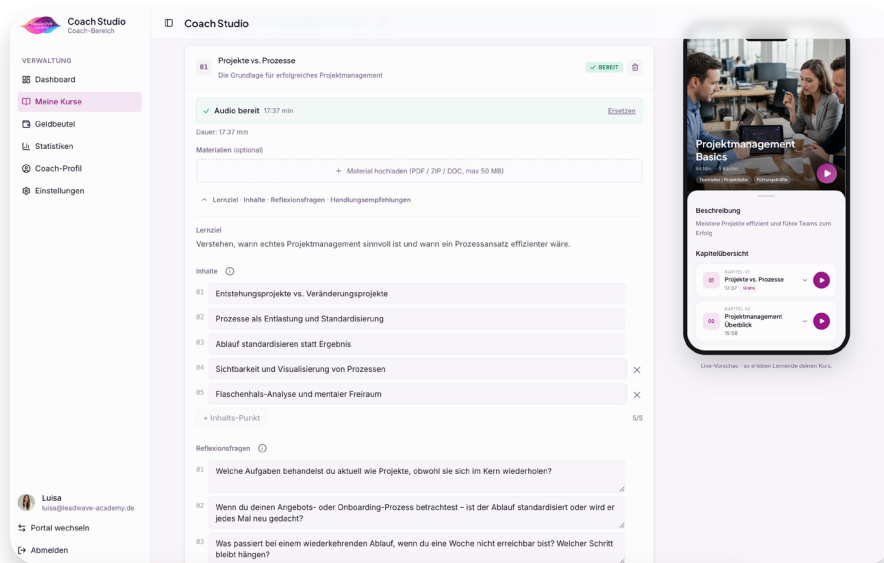 Coach Studio
Coach-Bereich
VERWALTUNG
Dashboard
Meine Kurse
Geldbeutel
Statistiken
Coach-Profil
Einstellungen
Luisa
luisa@leadwave-academy.de
Portal wechseln
Abmelden
Coach Studio
01
Projekte vs. Prozesse
Die Grundlage für erfolgreiches Projektmanagement
BEREIT
Audio bereit 17:37 min
Ersetzen
Dauer: 17:37 min
Materialien (optional)
+ Material hochladen (PDF / ZIP / DOC, max 50 MB)
Lernziel · Inhalte · Reflexionsfragen · Handlungsempfehlungen
Lernziel
Verstehen, wann echtes Projektmanagement sinnvoll ist und wann ein Prozessansatz effizienter wäre.
Inhalte
01 Entstehungsprojekte vs. Veränderungsprojekte
02 Prozesse als Entlastung und Standardisierung
03 Ablauf standardisieren statt Ergebnis
04 Sichtbarkeit und Visualisierung von Prozessen
05 Flaschenhals-Analyse und mentaler Freiraum
+ Inhalts-Punkt
5/5
Reflexionsfragen
01 Welche Aufgaben behandelst du aktuell wie Projekte, obwohl sie sich im Kern wiederholen?
02 Wenn du deinen Angebots- oder Onboarding-Prozess betrachtest – ist der Ablauf standardisiert oder wird er
jedes Mal neu gedacht?
03 Was passiert bei einem wiederkehrenden Ablauf, wenn du eine Woche nicht erreichbar bist? Welcher Schritt
bleibt hängen?
Projektmanagement
Basics
Teamleiter / Projektleiter
Führungskräfte
Beschreibung
Meistere Projekte effizient und führe Teams zum
Erfolg
Kapitelübersicht
KAPITEL 01
01
Projekte vs. Prozesse
17:37
Gratis
KAPITEL 02
02
Projektmanagement
Überblick
15:58
Live-Vorschau – so erleben Lernende deinen Kurs.